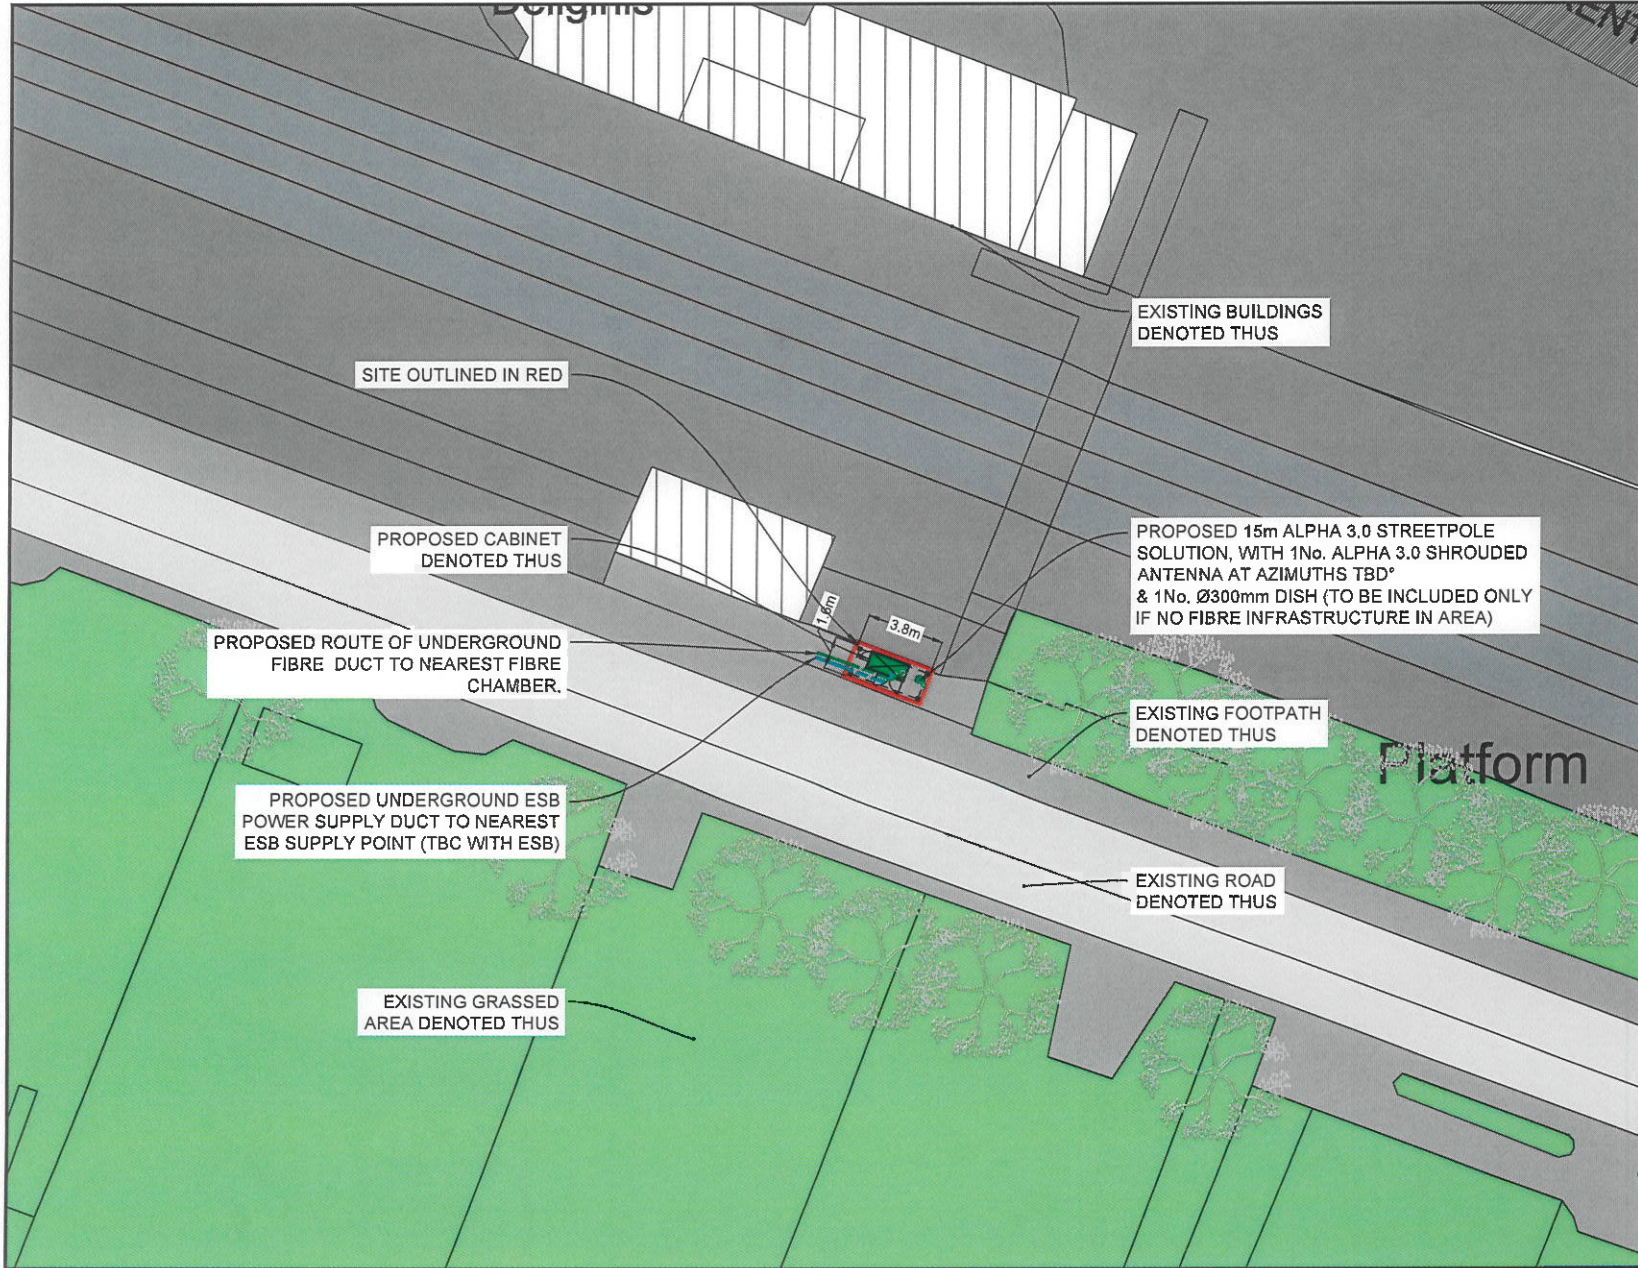 EXISTING BUILDINGS
DENOTED THUS
SITE OUTLINED IN RED
PROPOSED CABINET
DENOTED THUS
PROPOSED 15m ALPHA 3.0 STREETPOLE
SOLUTION, WITH 1No. ALPHA 3.0 SHROUDED
ANTENNA AT AZIMUTHS TBD°
& 1No. Ø300mm DISH (TO BE INCLUDED ONLY
IF NO FIBRE INFRASTRUCTURE IN AREA)
1.6m
3.8m
PROPOSED ROUTE OF UNDERGROUND
FIBRE DUCT TO NEAREST FIBRE
CHAMBER.
EXISTING FOOTPATH
DENOTED THUS
Platform
PROPOSED UNDERGROUND ESB
POWER SUPPLY DUCT TO NEAREST
ESB SUPPLY POINT (TBC WITH ESB)
EXISTING ROAD
DENOTED THUS
EXISTING GRASSED
AREA DENOTED THUS